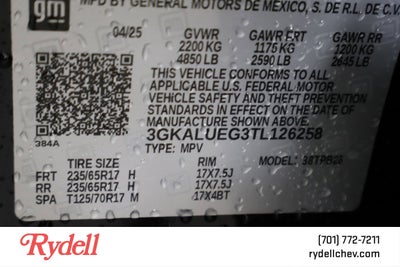 gm
MFD BY GENERAL MOTORS DE MEXICO, S. DE R.L. DE C.V.
04/25 GVWR GAWR FRT GAWR RR
2200 KG 1175 KG 1200 KG
4850 LB 2590 LB 2645 LB
THIS VEHICLE CONFORMS TO ALL
APPLICABLE U.S. FEDERAL MOTOR
VEHICLE SAFETY AND THEFT PREVENTION
STANDARDS IN EFFECT ON THE DATE OF
MANUFACTURE SHOWN ABOVE.
3GKALUEG3TL126258
384A
TYPE: MPV MODEL:
TIRE SIZE RIM
FRT 235/65R17 H 17X7.5J
RR 235/65R17 H 17X7.5J
SPA T125/70R17 M 17X4BT
Rydell
(701) 772-7211
rydellchev.com